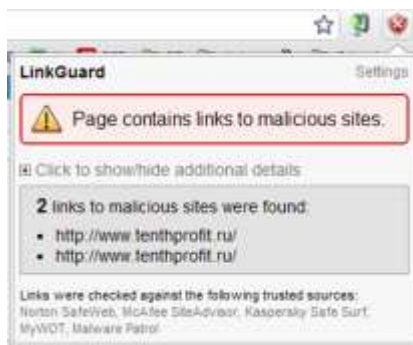 LinkGuard Settings
Page contains links to malicious sites.
Click to show/hide additional details
2 links to malicious sites were found:
• http://www.tenthprofit.ru/
• http://www.tenthprofit.ru/
Links were checked against the following trusted sources:
Norton SafeWeb, McAfee SiteAdvisor, Kaspersky Safe Surf,
MyWOT, Malware Patrol